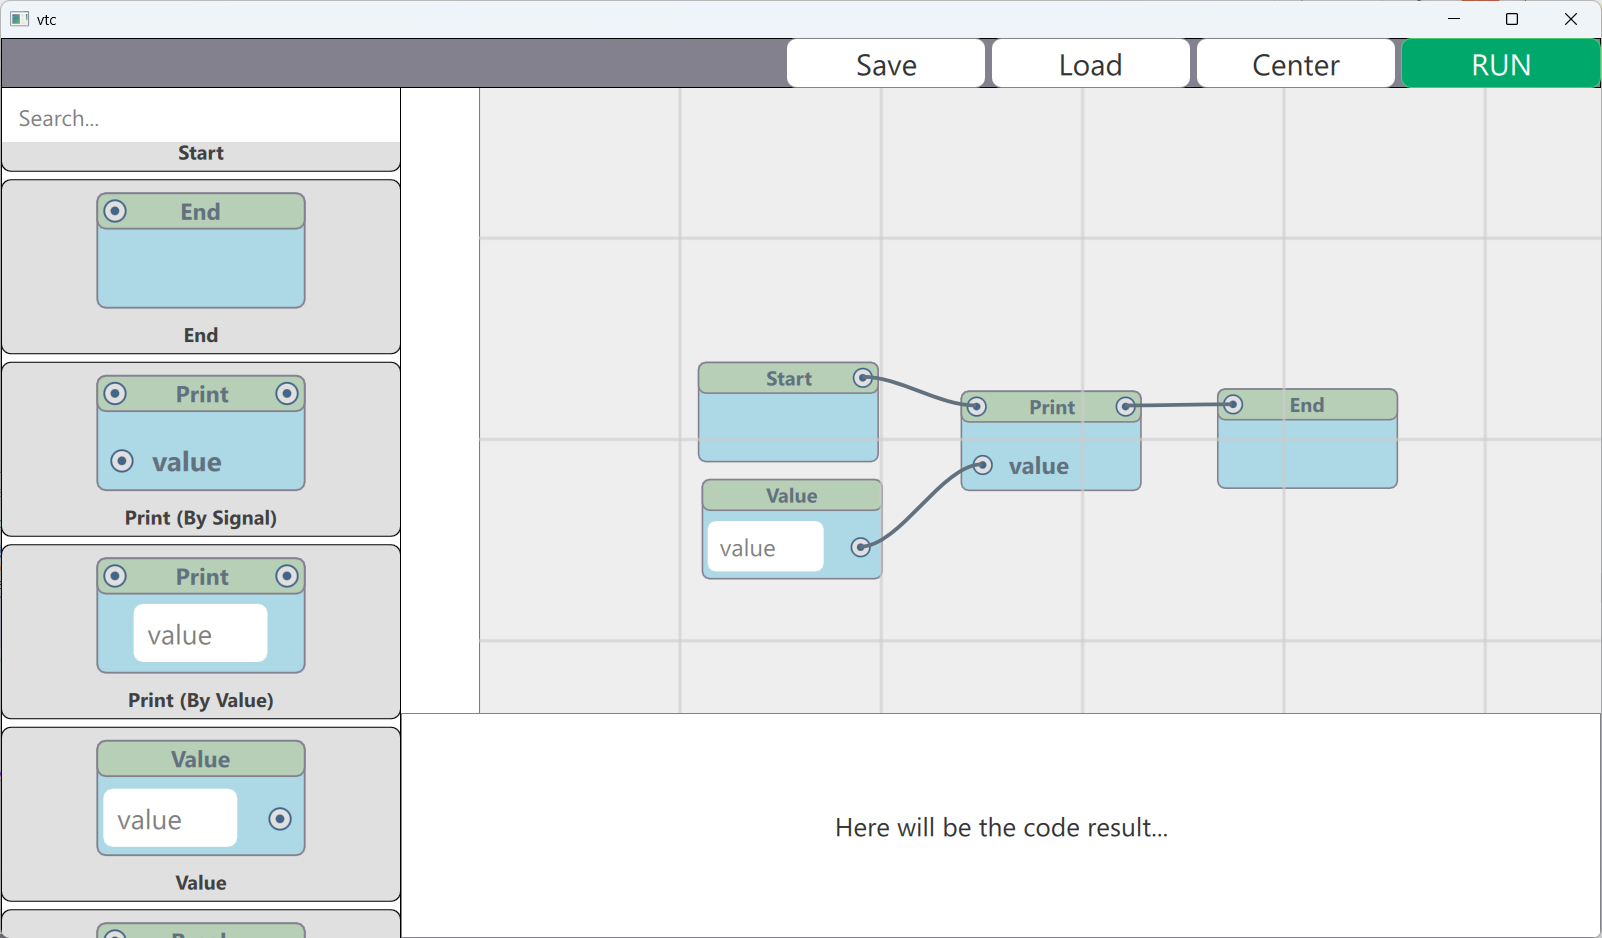 vtc
Save
Load
Center
RUN
Search...
Start
End
End
Print
value
Print (By Signal)
Print
value
Print (By Value)
Value
value
Value
Start
Print
value
End
Value
value
Here will be the code result...